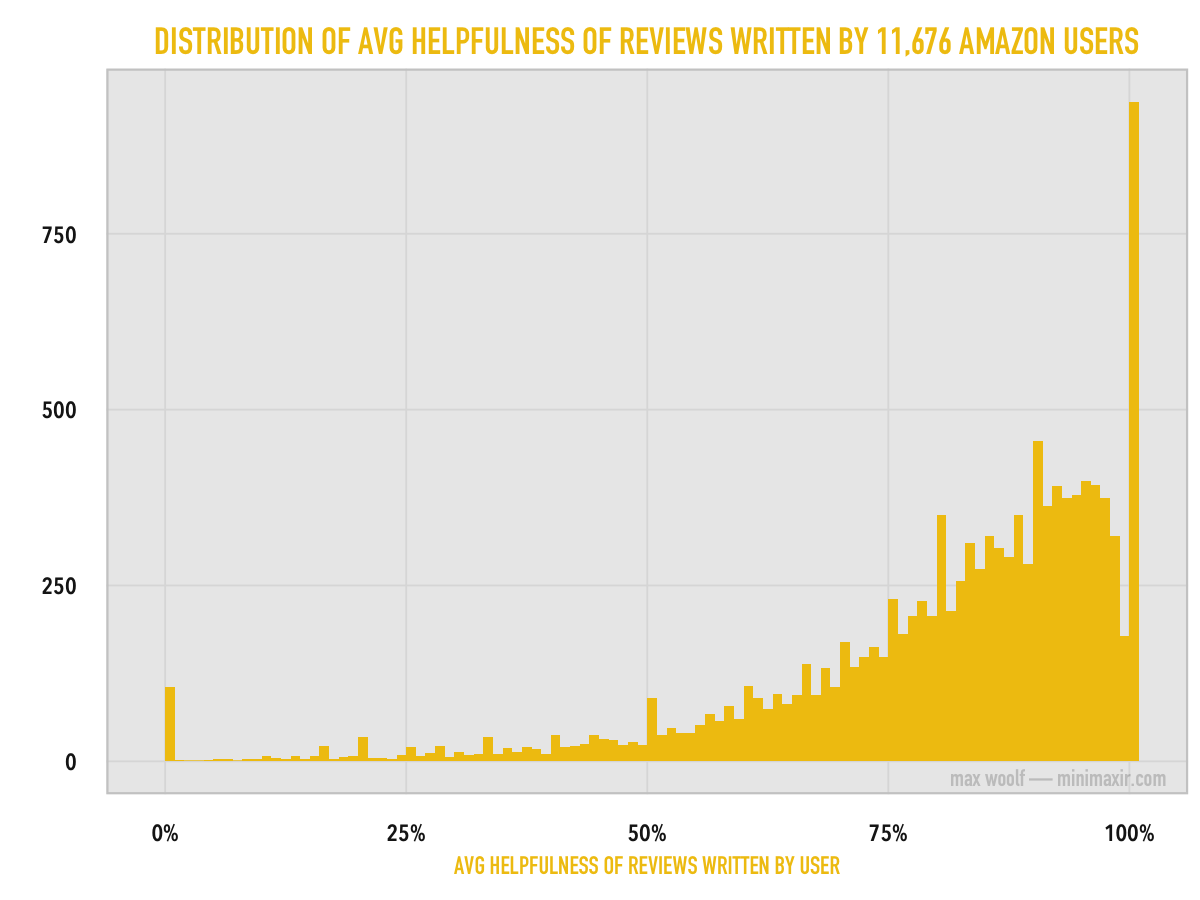 DISTRIBUTION OF AVG HELPFULNESS OF REVIEWS WRITTEN BY 11,676 AMAZON USERS
750
500
250
0
max woolf — minimaxir.com
0% 25% 50% 75% 100%
AVG HELPFULNESS OF REVIEWS WRITTEN BY USER